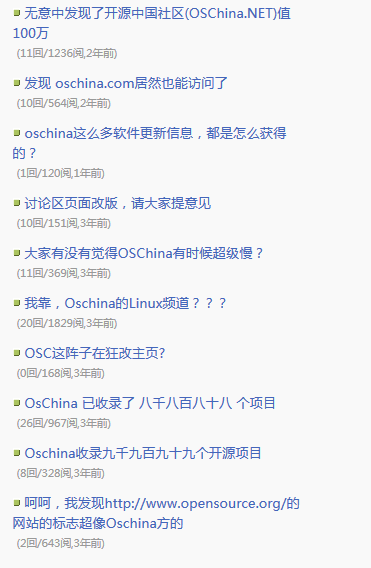 无意中发现了开源中国社区(OSChina.NET)值
100万
(11回/1236阅,2年前)
发现 oschina.com居然也能访问了
(10回/564阅,2年前)
oschina这么多软件更新信息，都是怎么获得
的？
(1回/120阅,1年前)
讨论区页面改版，请大家提意见
(10回/151阅,3年前)
大家有没有觉得OSChina有时候超级慢？
(11回/369阅,3年前)
我靠，Oschina的Linux频道？？？
(20回/1829阅,3年前)
OSC这阵子在狂改主页?
(0回/168阅,3年前)
OsChina 已收录了 八千八百八十八 个项目
(26回/967阅,3年前)
Oschina收录九千九百九十九个开源项目
(8回/328阅,3年前)
呵呵，我发现http://www.opensource.org/的
网站的标志超像Oschina方的
(2回/643阅,3年前)